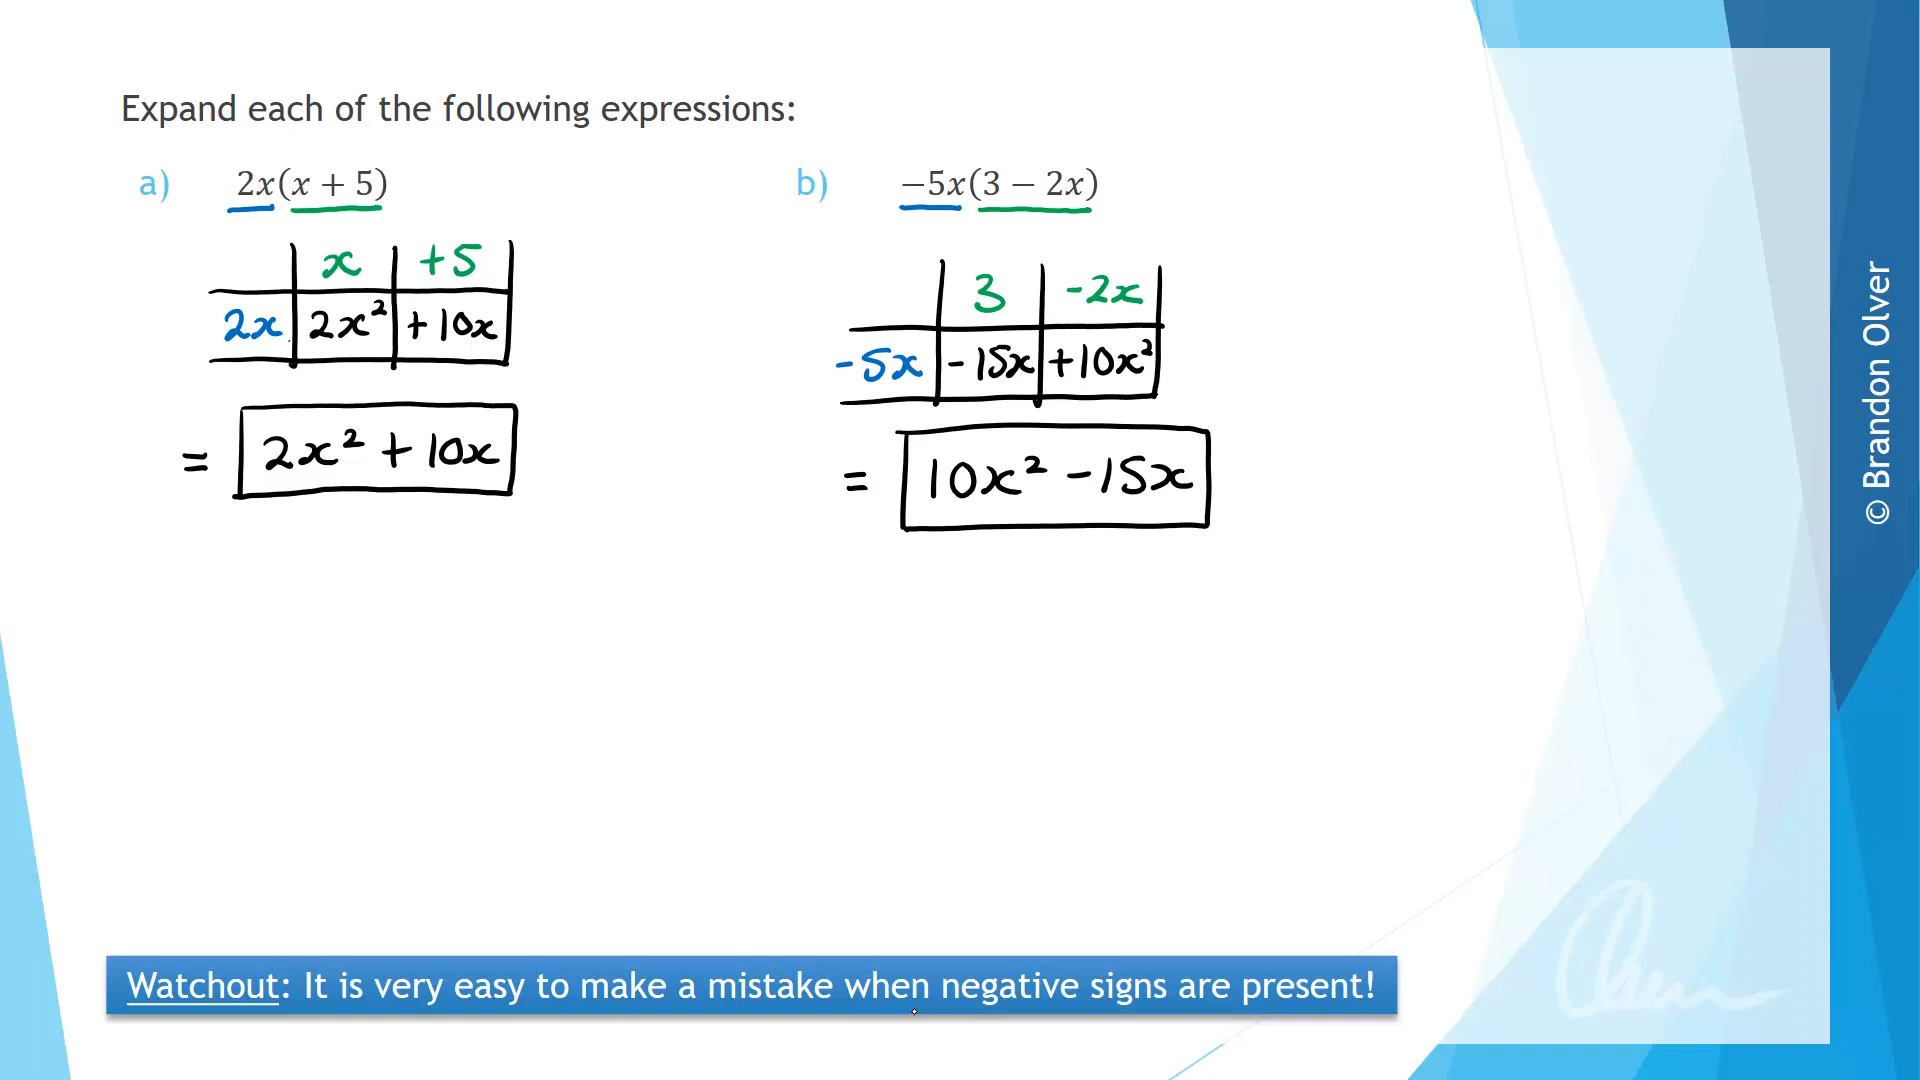 Expand each of the following expressions:
a) 2x(x + 5)
x +5
2x 2x² +10x
= 2x² + 10x
b) −5x(3 − 2x)
3 -2x
-5x -15x +10x²
= 10x² - 15x
Watchout: It is very easy to make a mistake when negative signs are present!
© Brandon Olver